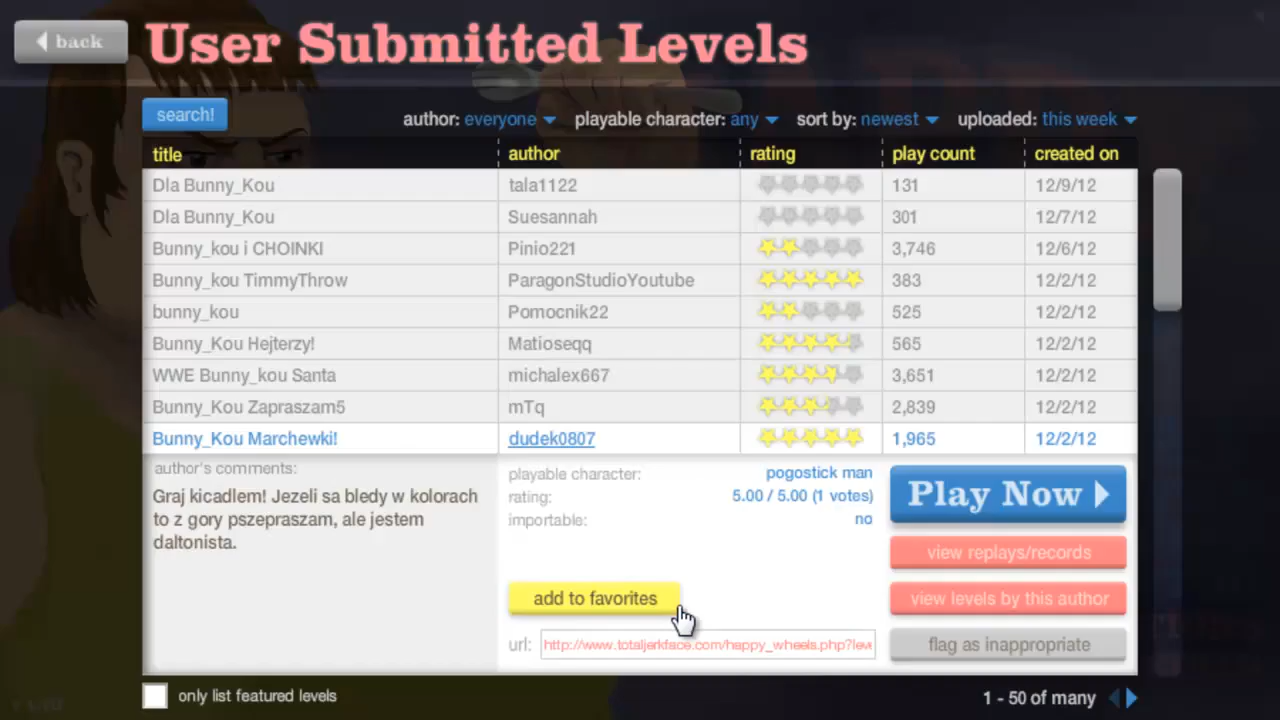 back
User Submitted Levels
search!
author: everyone playable character: any sort by: newest uploaded: this week
title author rating play count created on
Dla Bunny_Kou tala1122 131 12/9/12
Dla Bunny_Kou Suesannah 301 12/7/12
Bunny_kou i CHOINKI Pinio221 3,746 12/6/12
Bunny_kou TimmyThrow ParagonStudioYoutube 383 12/2/12
bunny_kou Pomocnik22 525 12/2/12
Bunny_Kou Hejterzy! Matioseqq 565 12/2/12
WWE Bunny_kou Santa michalex667 3,651 12/2/12
Bunny_Kou Zapraszam5 mTq 2,839 12/2/12
Bunny_Kou Marchewki! dudek0807 1,965 12/2/12
author's comments:
Graj kicadlem! Jezeli sa bledy w kolorach
to z gory pszepraszam, ale jestem
daltonista.
playable character: pogostick man
rating: 5.00 / 5.00 (1 votes)
importable: no
add to favorites
url: http://www.totaljerkface.com/happy_wheels.php?lev
Play Now
view replays/records
view levels by this author
flag as inappropriate
only list featured levels
1 - 50 of many